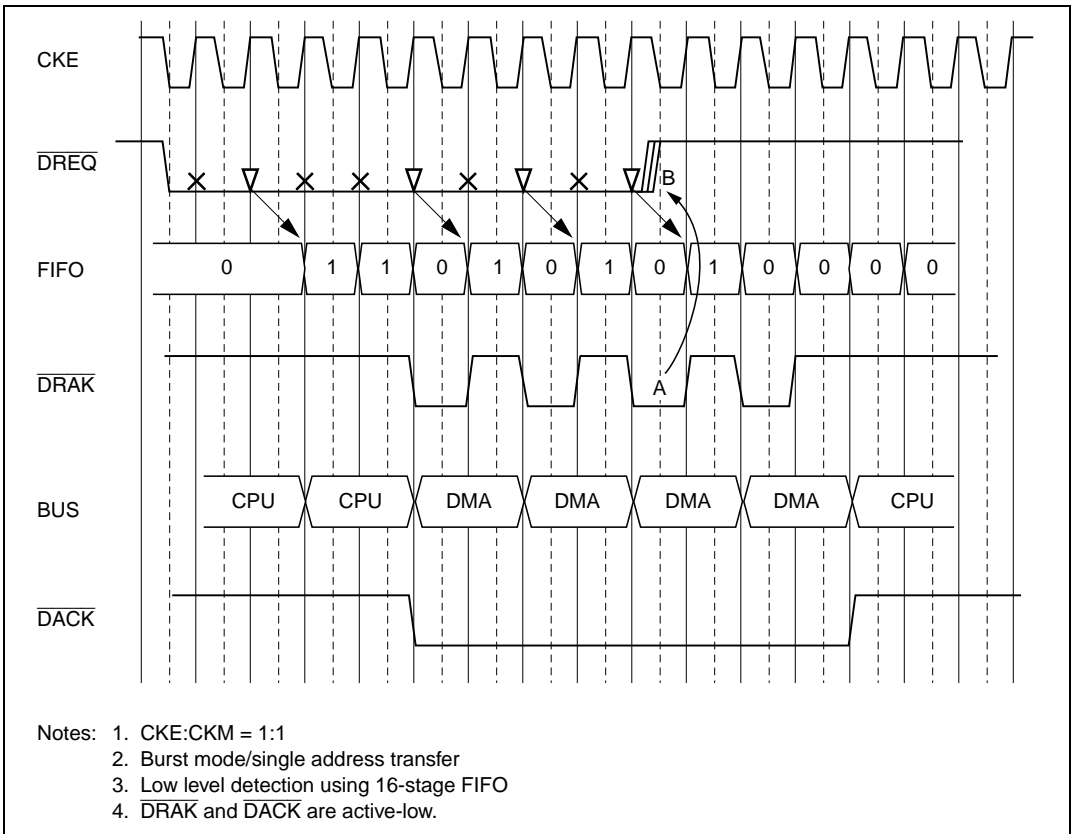 CKE
DREQ
B
FIFO
0 1 1 0 1 0 1 0 1 0 0 0 0
DRAK
A
BUS
CPU CPU DMA DMA DMA DMA CPU
DACK
Notes: 1. CKE:CKM = 1:1
2. Burst mode/single address transfer
3. Low level detection using 16-stage FIFO
4. DRAK and DACK are active-low.